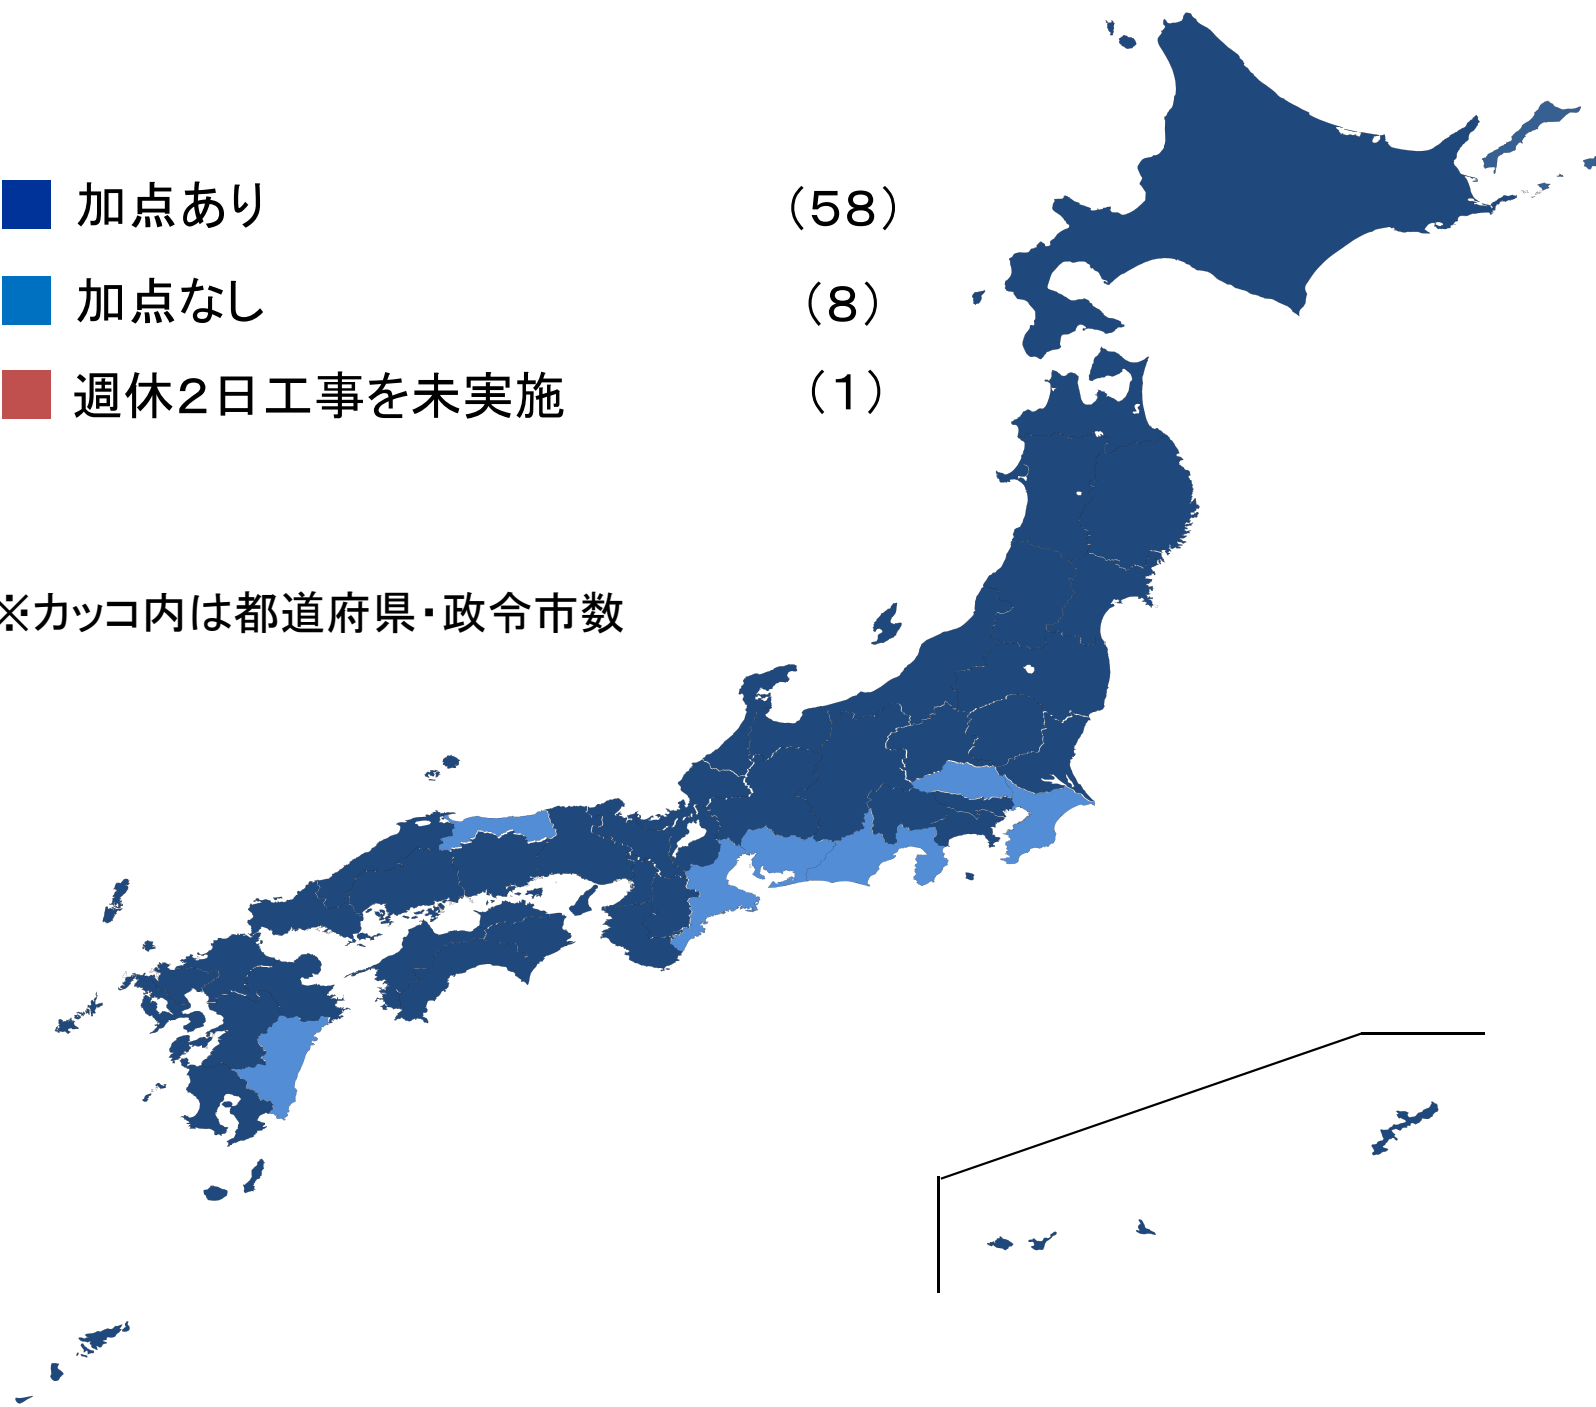 加点あり （５８）
加点なし （８）
週休２日工事を未実施 （１）
※カッコ内は都道府県・政令市数